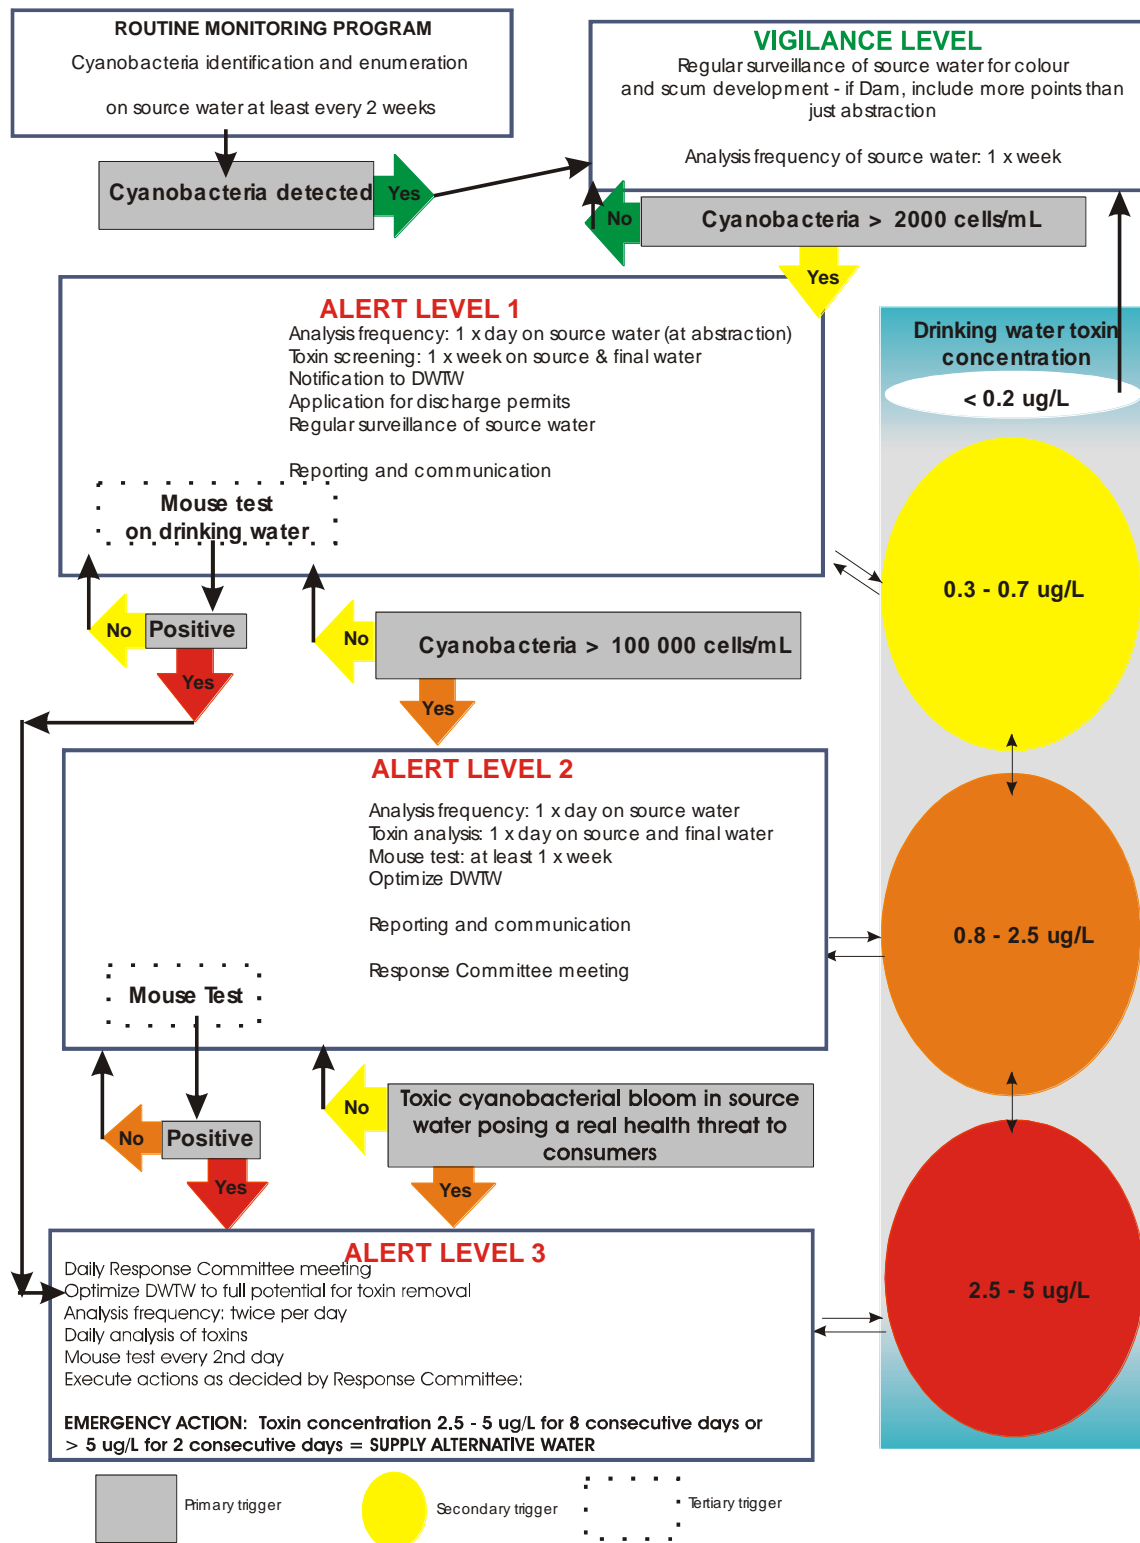 ROUTINE MONITORING PROGRAM
Cyanobacteria identification and enumeration
on source water at least every 2 weeks
VIGILANCE LEVEL
Regular surveillance of source water for colour
and scum development - if Dam, include more points than
just abstraction
Analysis frequency of source water: 1 x week
Cyanobacteria detected
Yes
No
Cyanobacteria > 2000 cells/mL
Yes
ALERT LEVEL 1
Analysis frequency: 1 x day on source water (at abstraction)
Toxin screening: 1 x week on source & final water
Notification to DWTW
Application for discharge permits
Regular surveillance of source water
Reporting and communication
Mouse test
on drinking water
No
Positive
Yes
No
Cyanobacteria > 100 000 cells/mL
Yes
Drinking water toxin
concentration
< 0.2 ug/L
0.3 - 0.7 ug/L
0.8 - 2.5 ug/L
2.5 - 5 ug/L
ALERT LEVEL 2
Analysis frequency: 1 x day on source water
Toxin analysis: 1 x day on source and final water
Mouse test: at least 1 x week
Optimize DWTW
Reporting and communication
Response Committee meeting
Mouse Test
No
Positive
Yes
No
Toxic cyanobacterial bloom in source
water posing a real health threat to
consumers
Yes
ALERT LEVEL 3
Daily Response Committee meeting
Optimize DWTW to full potential for toxin removal
Analysis frequency: twice per day
Daily analysis of toxins
Mouse test every 2nd day
Execute actions as decided by Response Committee:
EMERGENCY ACTION: Toxin concentration 2.5 - 5 ug/L for 8 consecutive days or
> 5 ug/L for 2 consecutive days = SUPPLY ALTERNATIVE WATER
Primary trigger
Secondary trigger
Tertiary trigger